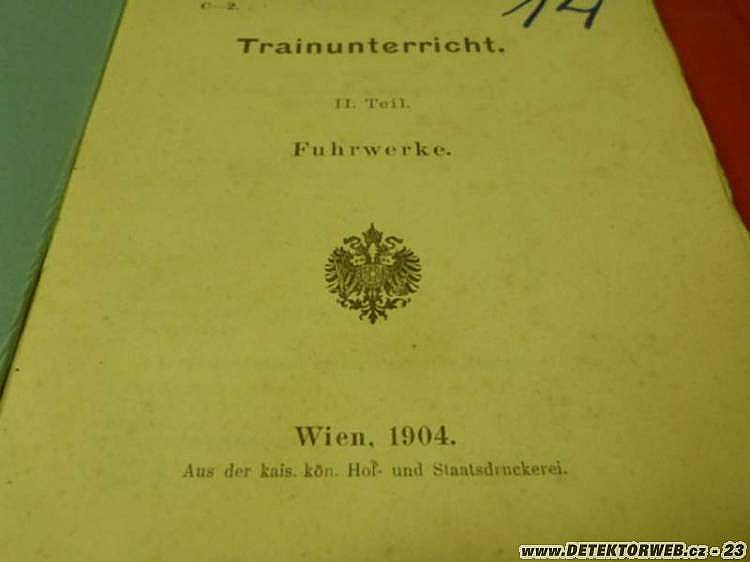 C—2.
14
Trainunterricht.
II. Teil.
Fuhrwerke.
Wien, 1904.
Aus der kais. kön. Hof- und Staatsdruckerei.
www.DETEKTORWEB.cz - 23